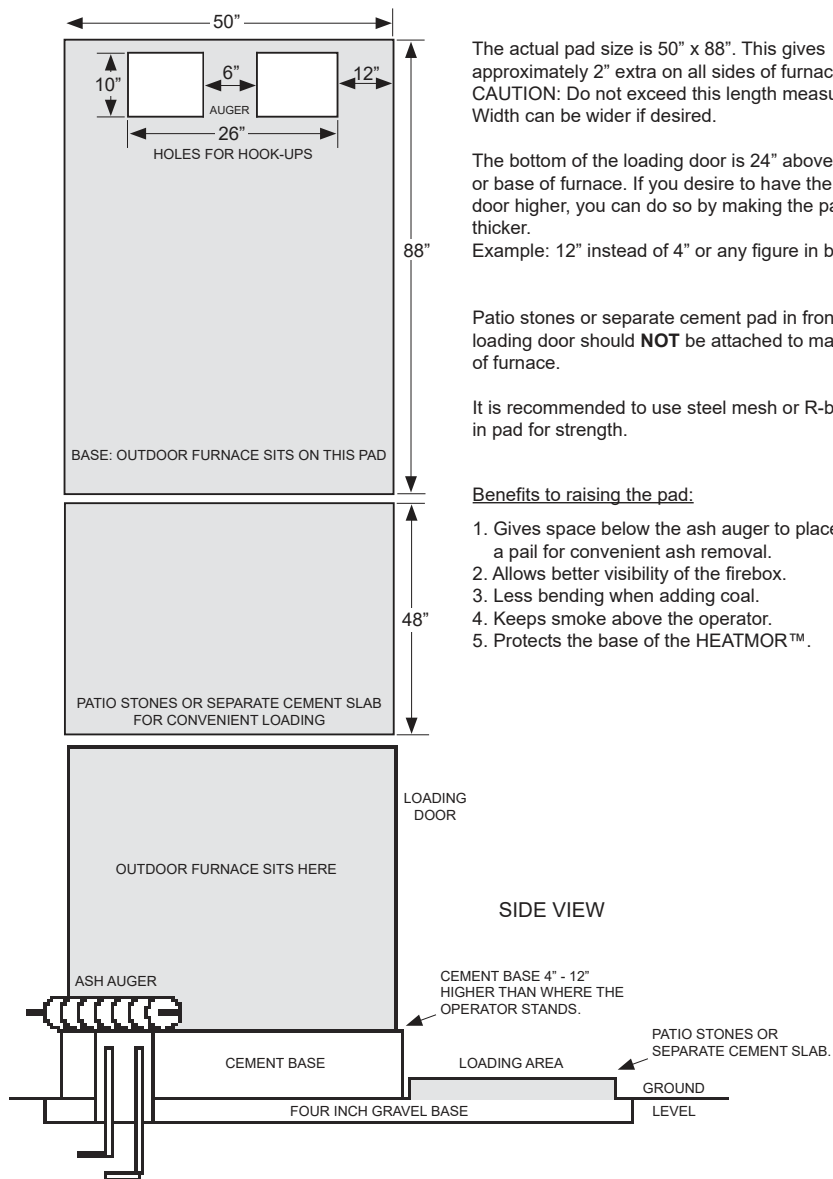 50”
10”
6”
12”
AUGER
26”
HOLES FOR HOOK-UPS
88”
BASE: OUTDOOR FURNACE SITS ON THIS PAD
48”
PATIO STONES OR SEPARATE CEMENT SLAB
FOR CONVENIENT LOADING
The actual pad size is 50” x 88”. This gives
approximately 2” extra on all sides of furnac
CAUTION: Do not exceed this length measu
Width can be wider if desired.
The bottom of the loading door is 24” above
or base of furnace. If you desire to have the
door higher, you can do so by making the pa
thicker.
Example: 12” instead of 4” or any figure in b
Patio stones or separate cement pad in fron
loading door should NOT be attached to ma
of furnace.
It is recommended to use steel mesh or R-b
in pad for strength.
Benefits to raising the pad:
1. Gives space below the ash auger to place
a pail for convenient ash removal.
2. Allows better visibility of the firebox.
3. Less bending when adding coal.
4. Keeps smoke above the operator.
5. Protects the base of the HEATMOR™.
LOADING
DOOR
OUTDOOR FURNACE SITS HERE
SIDE VIEW
ASH AUGER
CEMENT BASE 4” - 12”
HIGHER THAN WHERE THE
OPERATOR STANDS.
PATIO STONES OR
SEPARATE CEMENT SLAB.
CEMENT BASE
LOADING AREA
GROUND
LEVEL
FOUR INCH GRAVEL BASE